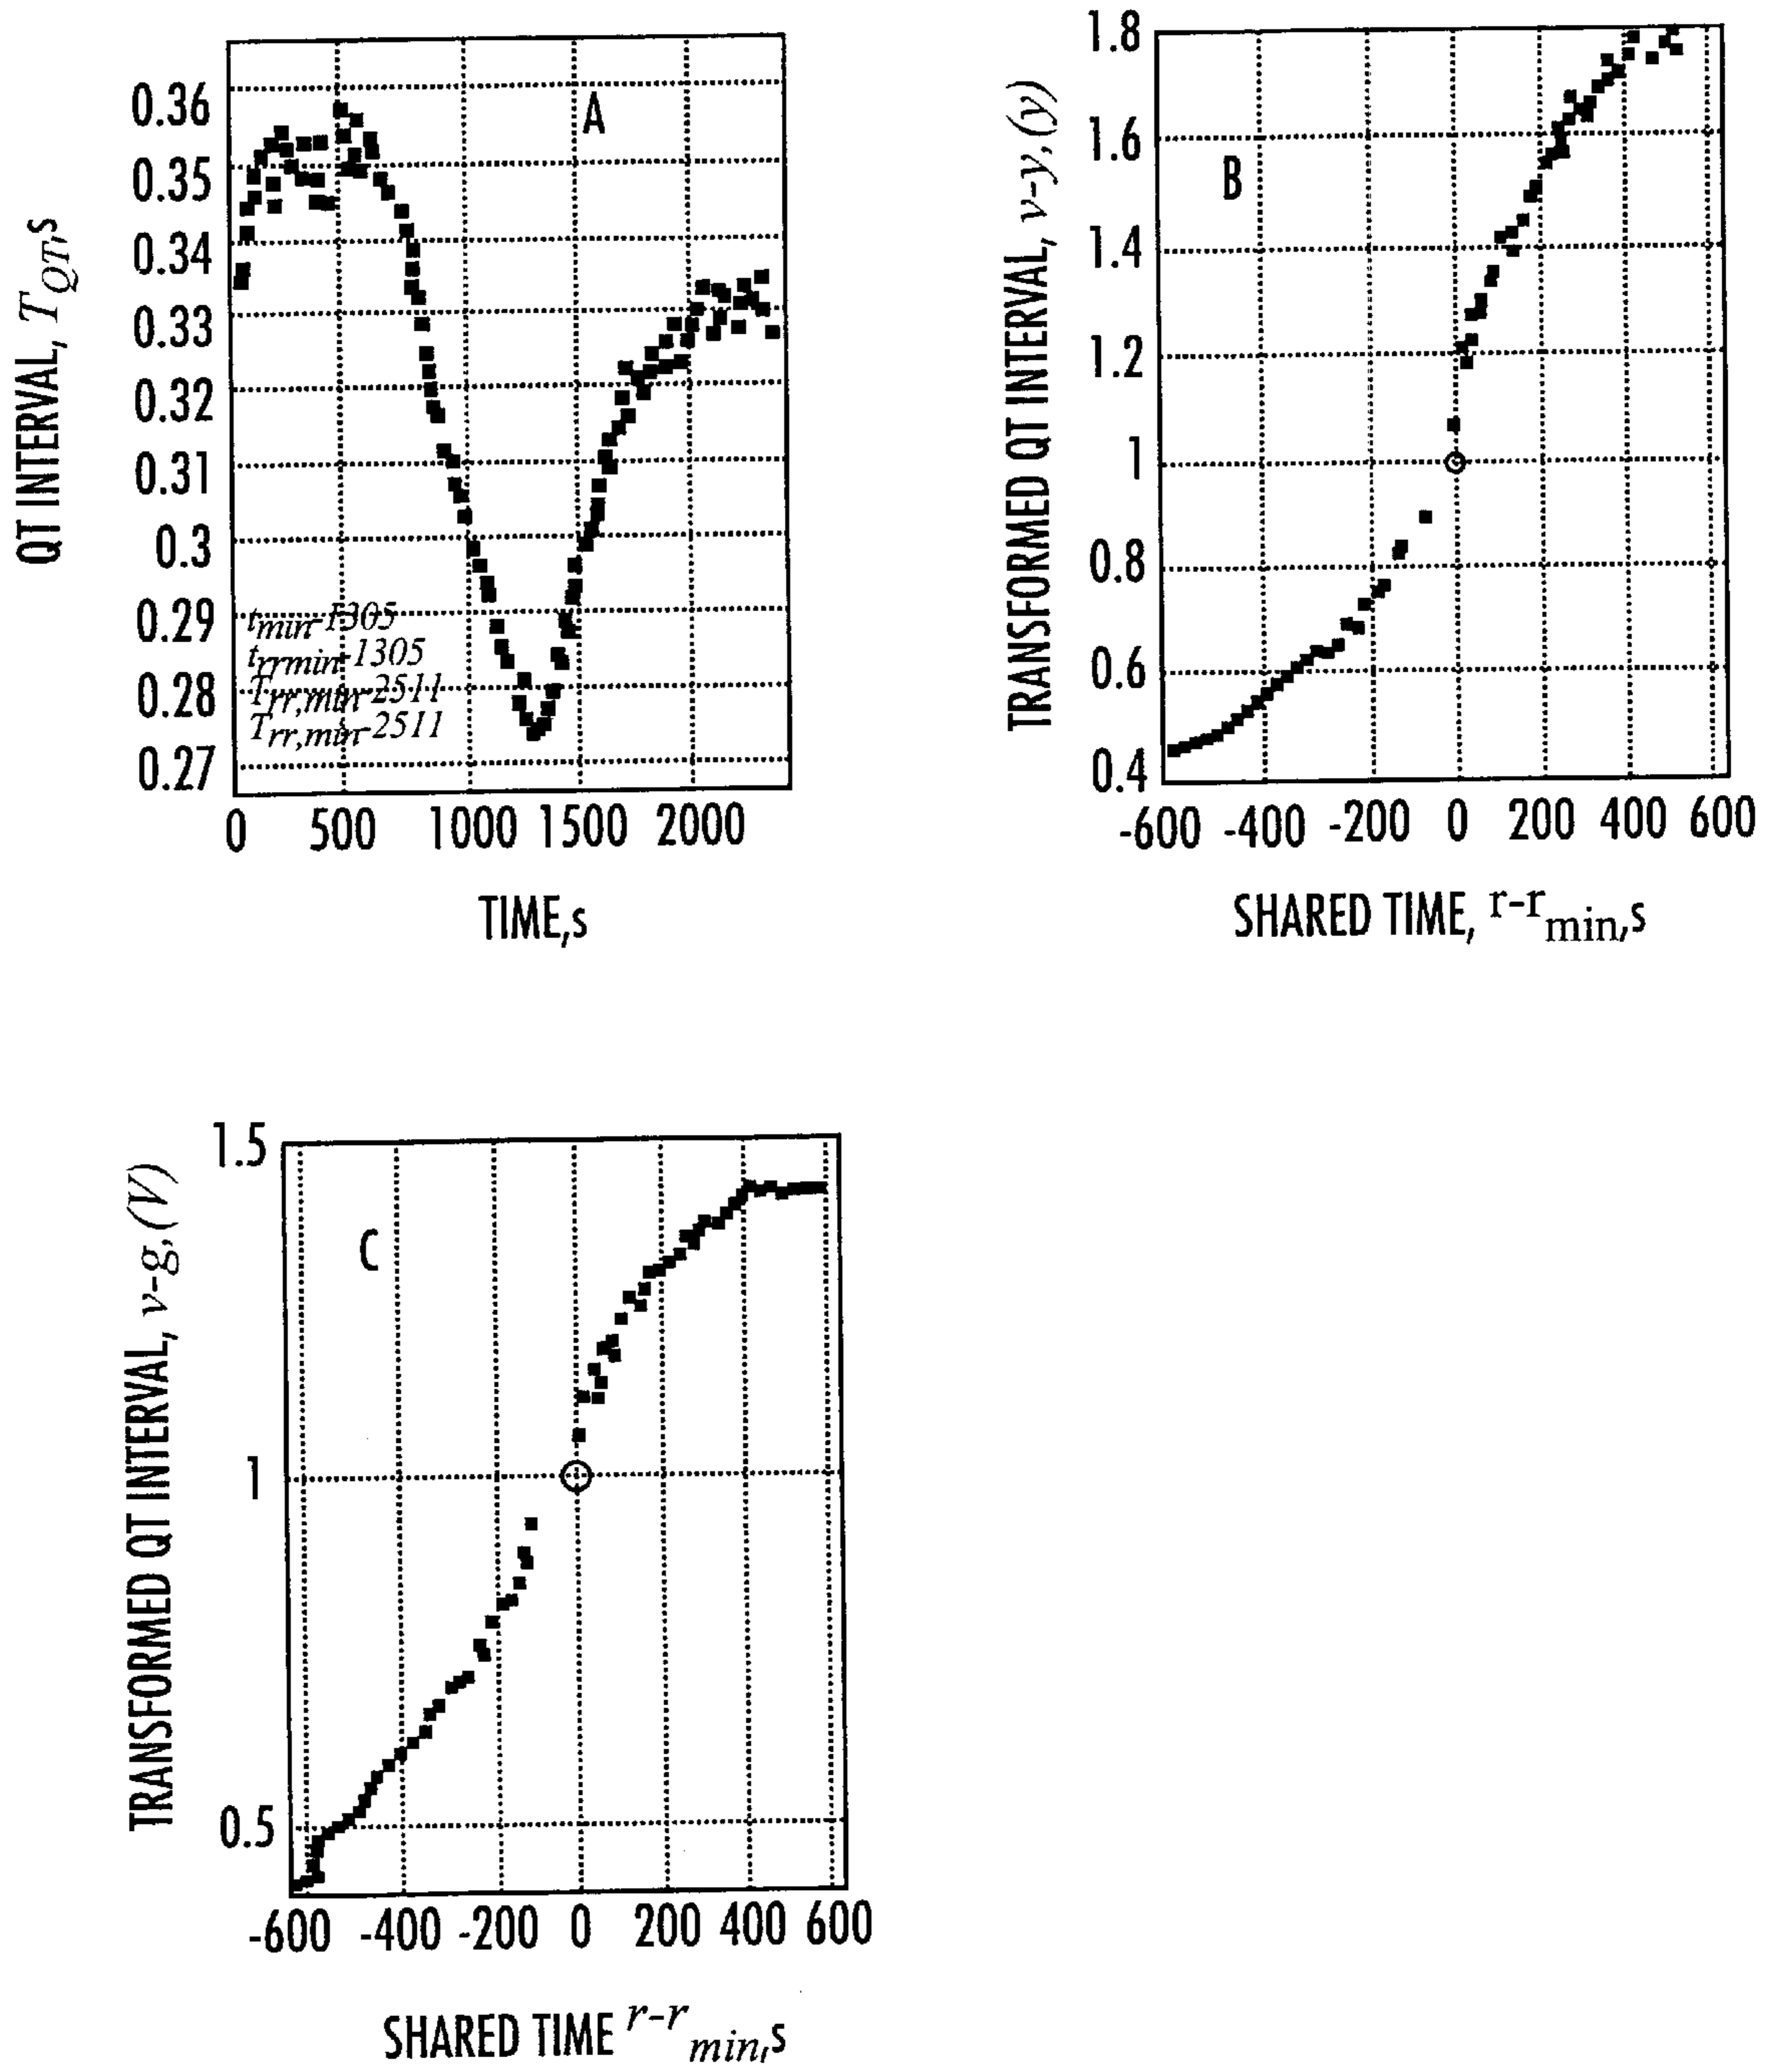 A
QT INTERVAL, T_QT,s
0.36
0.35
0.34
0.33
0.32
0.31
0.3
0.29
0.28
0.27
t_min-1305
t_rrmin-1305
T_rr,min-2511
T_rr,min-2511
0 500 1000 1500 2000
TIME,s
B
TRANSFORMED QT INTERVAL, v-y,(y)
1.8
1.6
1.4
1.2
1
0.8
0.6
0.4
-600 -400 -200 0 200 400 600
SHARED TIME, r-r_min,s
C
TRANSFORMED QT INTERVAL, v-g,(V)
1.5
1
0.5
-600 -400 -200 0 200 400 600
SHARED TIME r-r_min,s